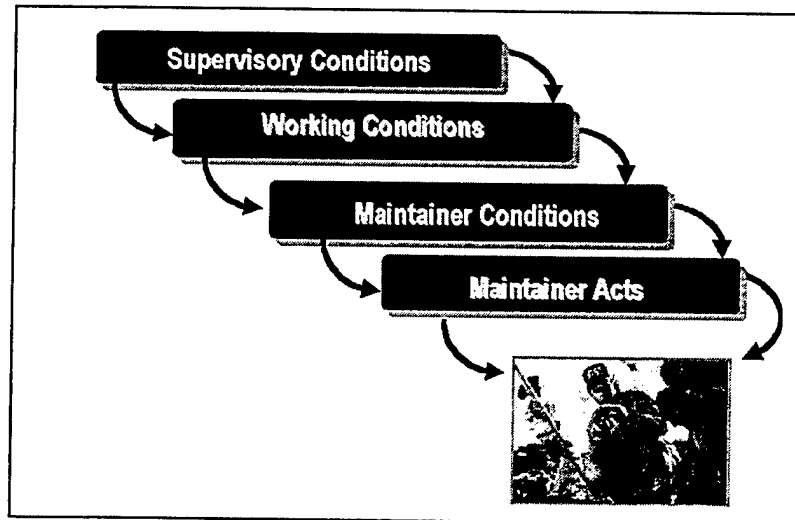 Supervisory Conditions
Working Conditions
Maintainer Conditions
Maintainer Acts